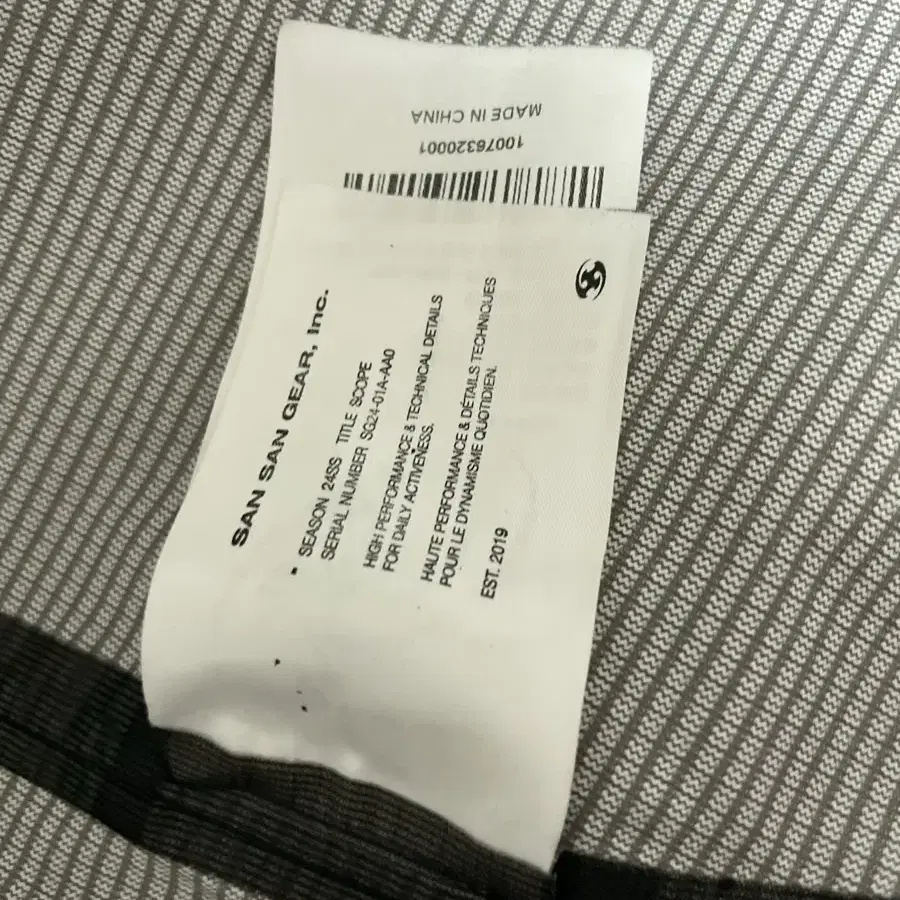 MADE IN CHINA
10076320001
SAN SAN GEAR, Inc.
SEASON 24SS TITLE SCOPE
SERIAL NUMBER SG24-01A-AA0
HIGH PERFORMANCE & TECHNICAL DETAILS
FOR DAILY ACTIVENESS.
HAUTE PERFORMANCE & DÉTAILS TECHNIQUES
POUR LE DYNAMISME QUOTIDIEN.
EST. 2019